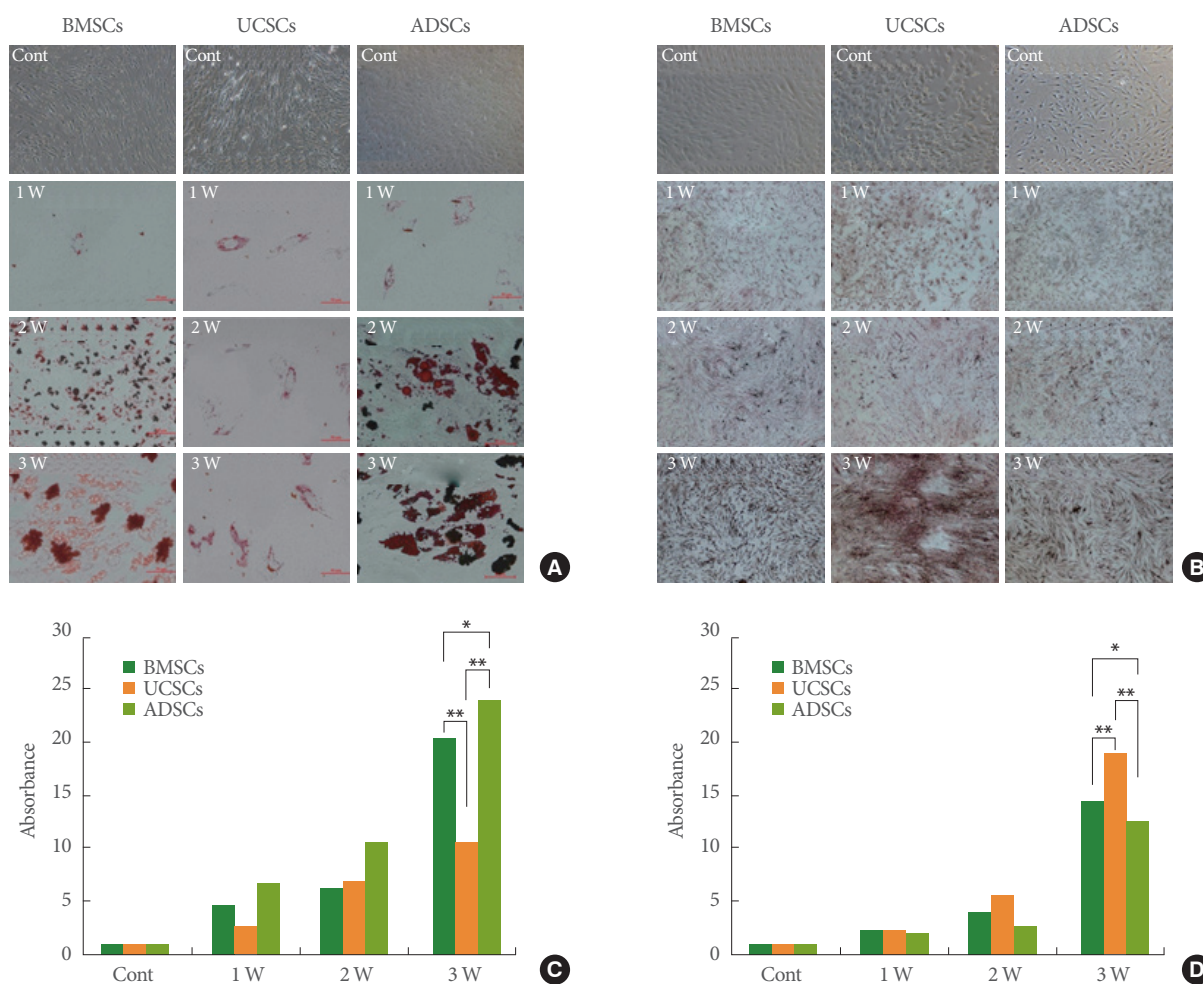 BMSCs UCSCs ADSCs
Cont Cont Cont
1 W 1 W 1 W
2 W 2 W 2 W
3 W 3 W 3 W
A
BMSCs UCSCs ADSCs
Cont Cont Cont
1 W 1 W 1 W
2 W 2 W 2 W
3 W 3 W 3 W
B
30
25
20
15
10
5
0
Absorbance
BMSCs
UCSCs
ADSCs
*
**
**
Cont 1 W 2 W 3 W
C
30
25
20
15
10
5
0
Absorbance
BMSCs
UCSCs
ADSCs
*
**
**
Cont 1 W 2 W 3 W
D